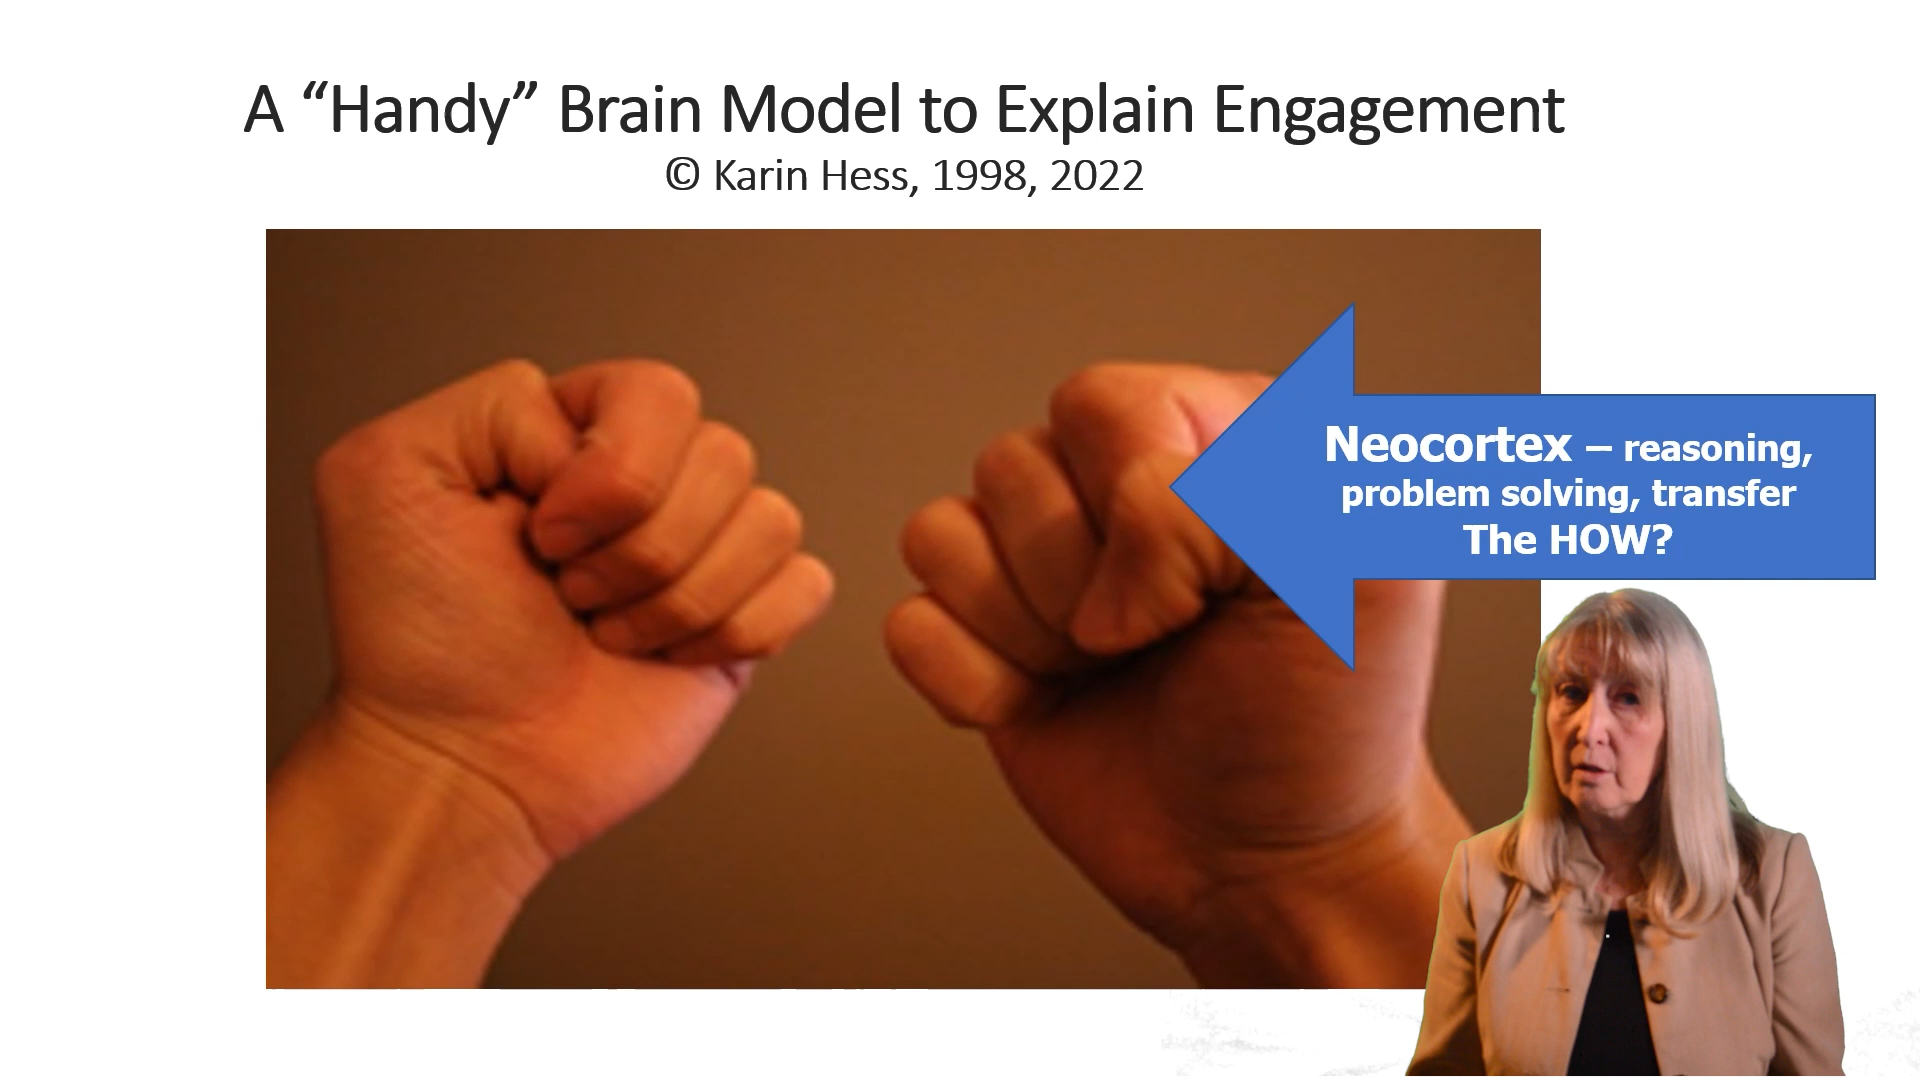 A “Handy” Brain Model to Explain Engagement
© Karin Hess, 1998, 2022
Neocortex – reasoning,
problem solving, transfer
The HOW?